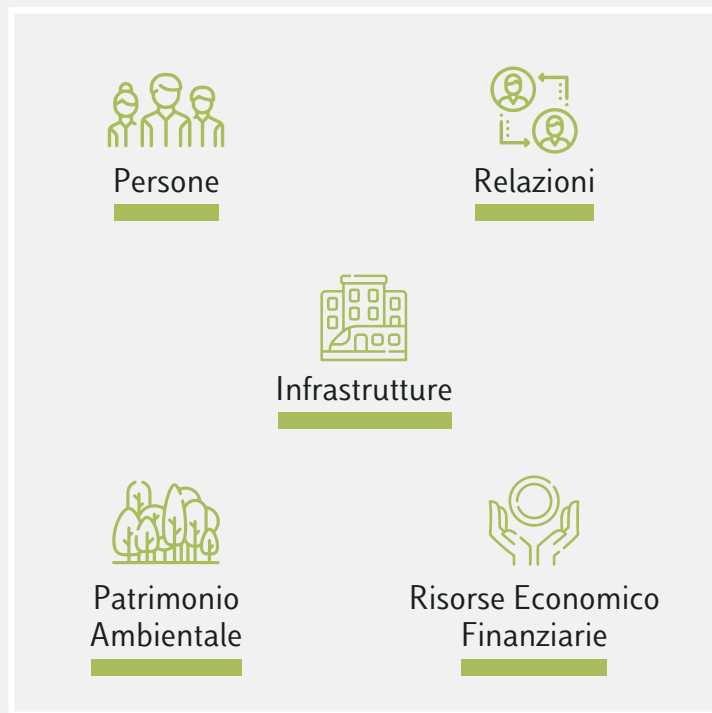 Persone
Relazioni
Infrastrutture
Patrimonio
Ambientale
Risorse Economico
Finanziarie